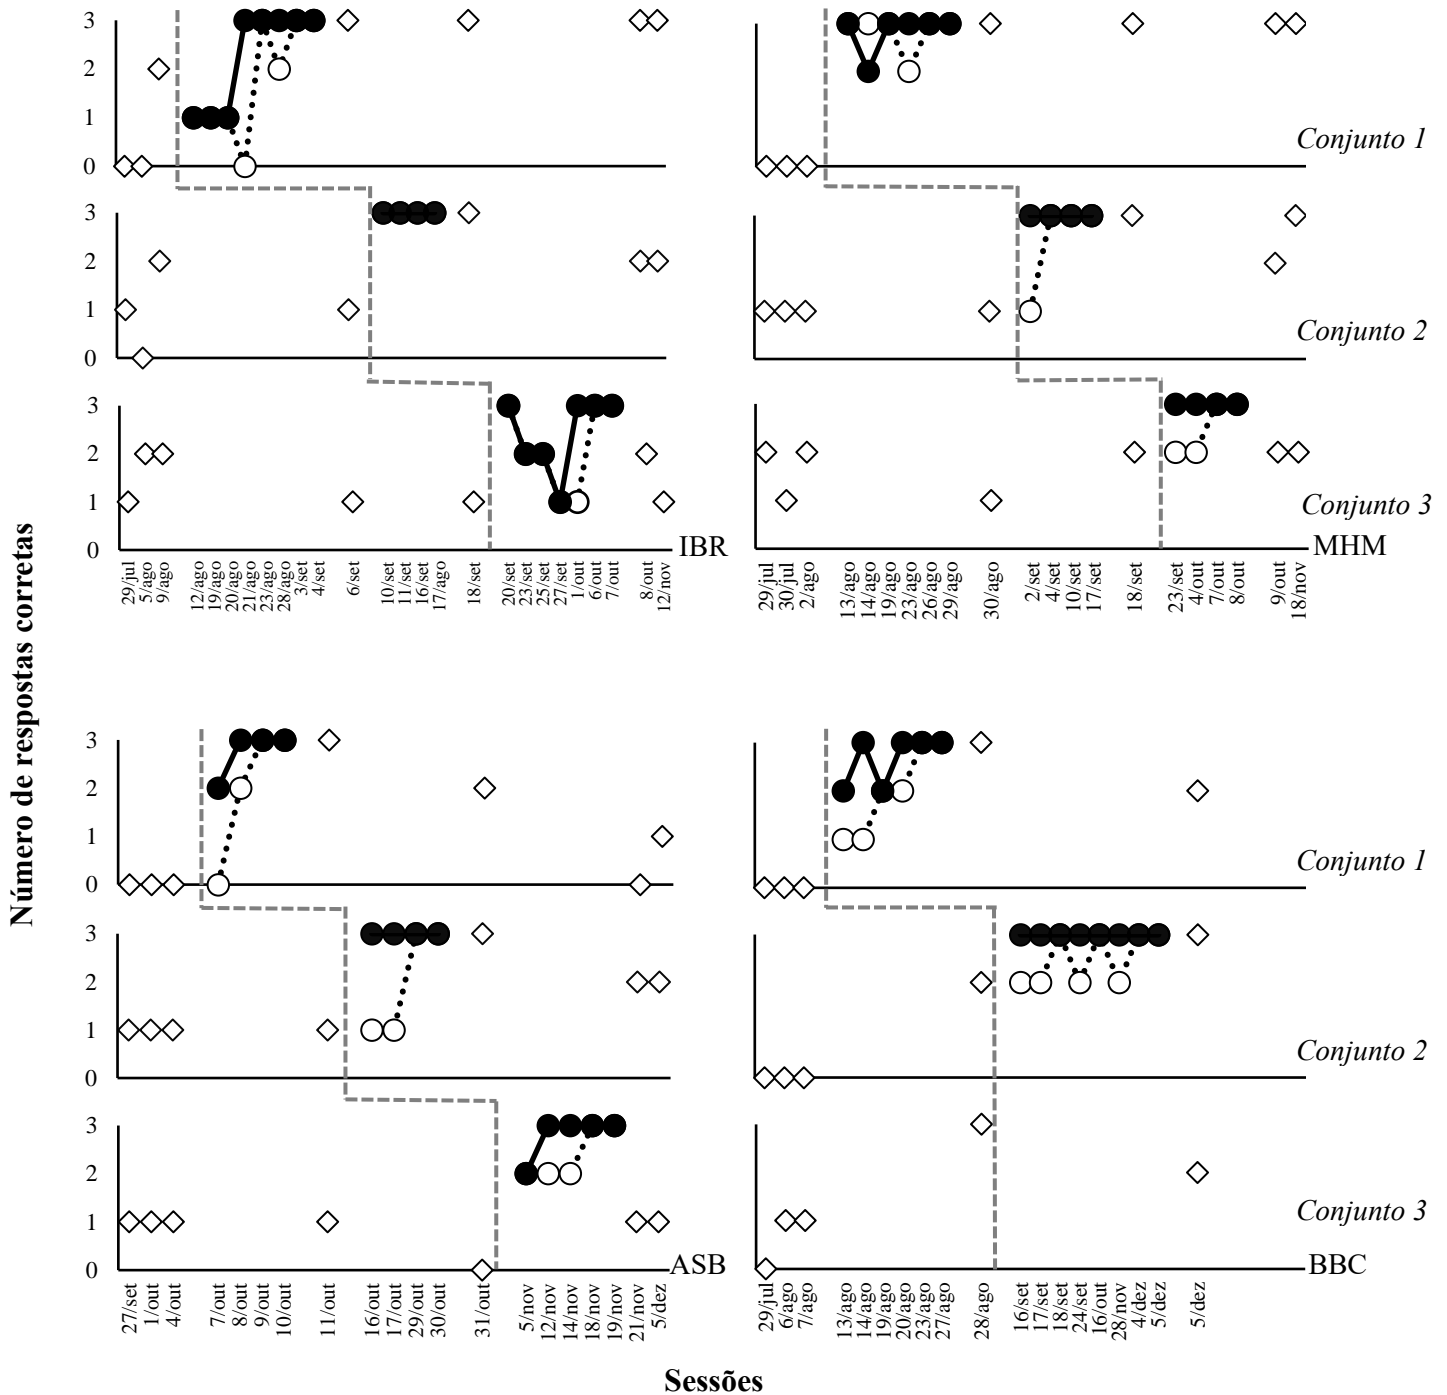 Número de respostas corretas
3
2
1
0
Conjunto 1
3
2
1
0
Conjunto 2
3
2
1
0
Conjunto 3
IBR
MHM
29/jul
5/ago
9/ago
12/ago
19/ago
20/ago
21/ago
23/ago
28/ago
3/set
4/set
6/set
10/set
11/set
16/set
17/ago
18/set
20/set
23/set
25/set
27/set
1/out
6/out
7/out
8/out
12/nov
29/jul
30/jul
2/ago
13/ago
14/ago
19/ago
23/ago
26/ago
29/ago
30/ago
2/set
4/set
10/set
17/set
18/set
23/set
4/out
7/out
8/out
9/out
18/nov
3
2
1
0
Conjunto 1
3
2
1
0
Conjunto 2
3
2
1
0
Conjunto 3
ASB
BBC
27/set
1/out
4/out
7/out
8/out
9/out
10/out
11/out
16/out
17/out
29/out
30/out
31/out
5/nov
12/nov
14/nov
18/nov
19/nov
21/nov
5/dez
29/jul
6/ago
7/ago
13/ago
14/ago
19/ago
20/ago
23/ago
27/ago
28/ago
16/set
17/set
18/set
24/set
16/out
28/nov
4/dez
5/dez
5/dez
Sessões